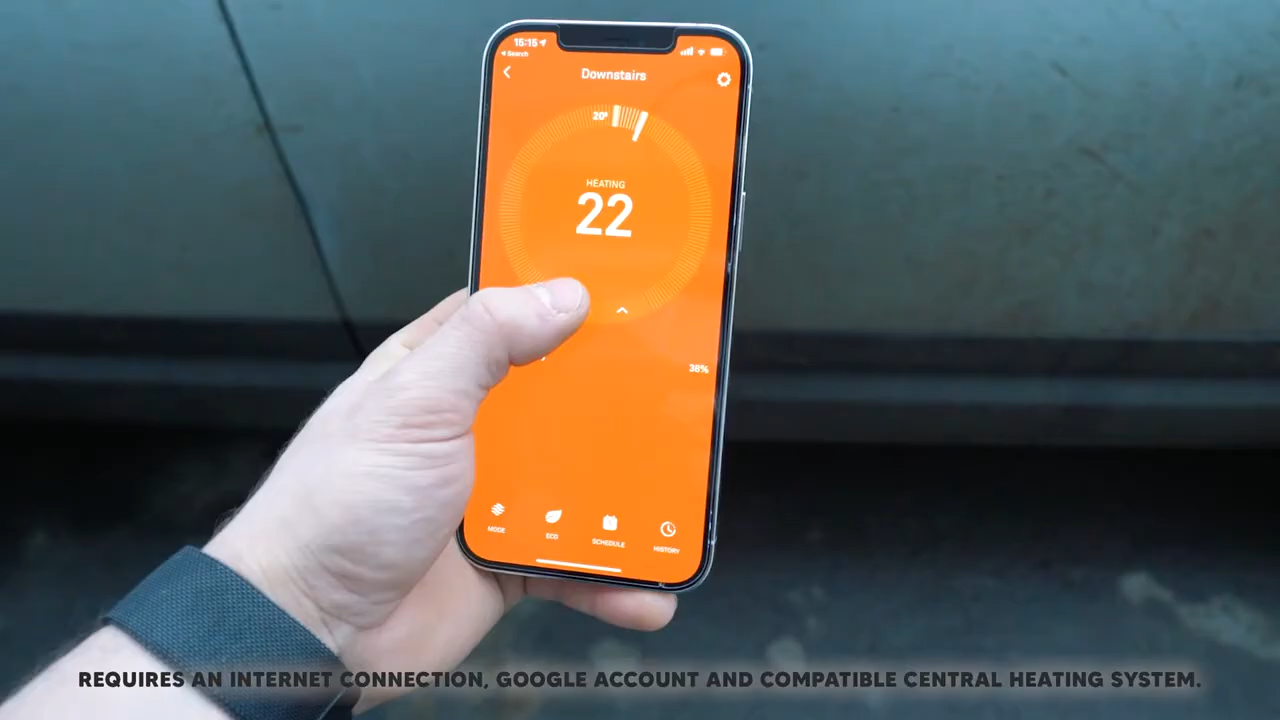 15:15
Search
Downstairs
20°
HEATING
22
38%
MODE
ECO
SCHEDULE
HISTORY
REQUIRES AN INTERNET CONNECTION, GOOGLE ACCOUNT AND COMPATIBLE CENTRAL HEATING SYSTEM.